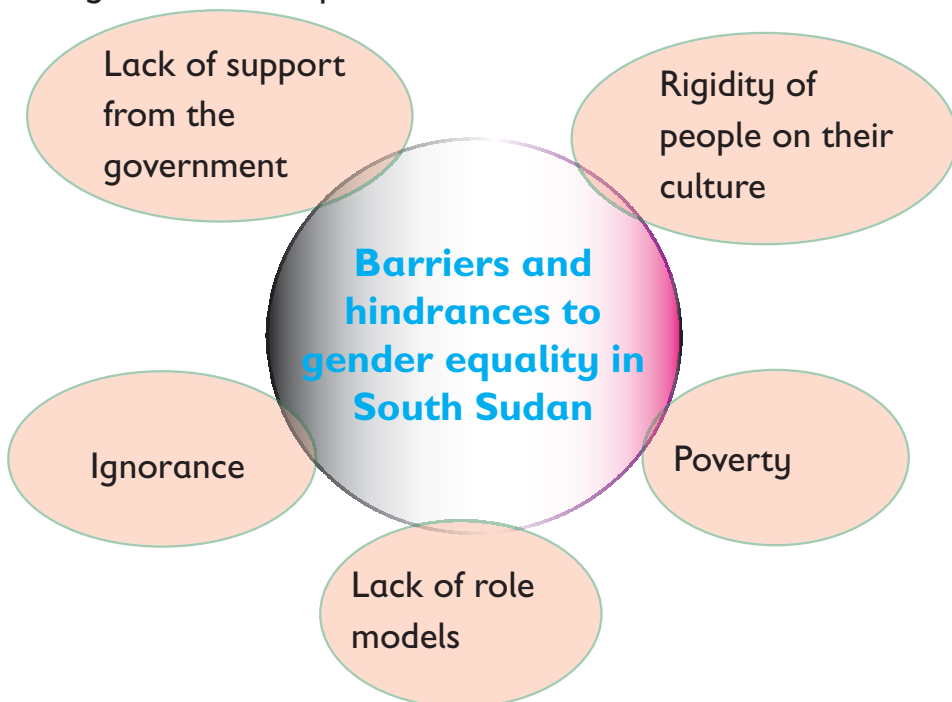 Lack of support
from the
government
Rigidity of
people on their
culture
Barriers and
hindrances to
gender equality in
South Sudan
Ignorance
Poverty
Lack of role
models